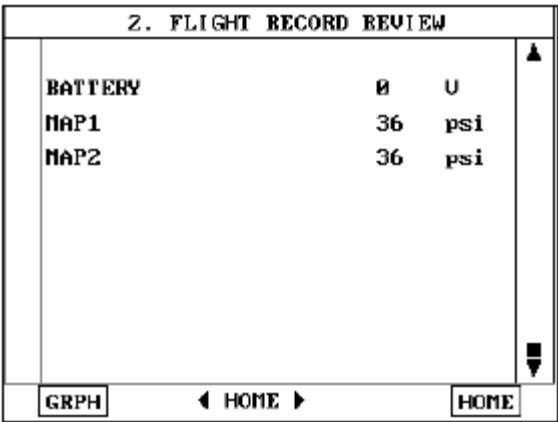 2. FLIGHT RECORD REVIEW
BATTERY 0 V
MAP1 36 psi
MAP2 36 psi
GRPH ◀ HOME ▶ HOME